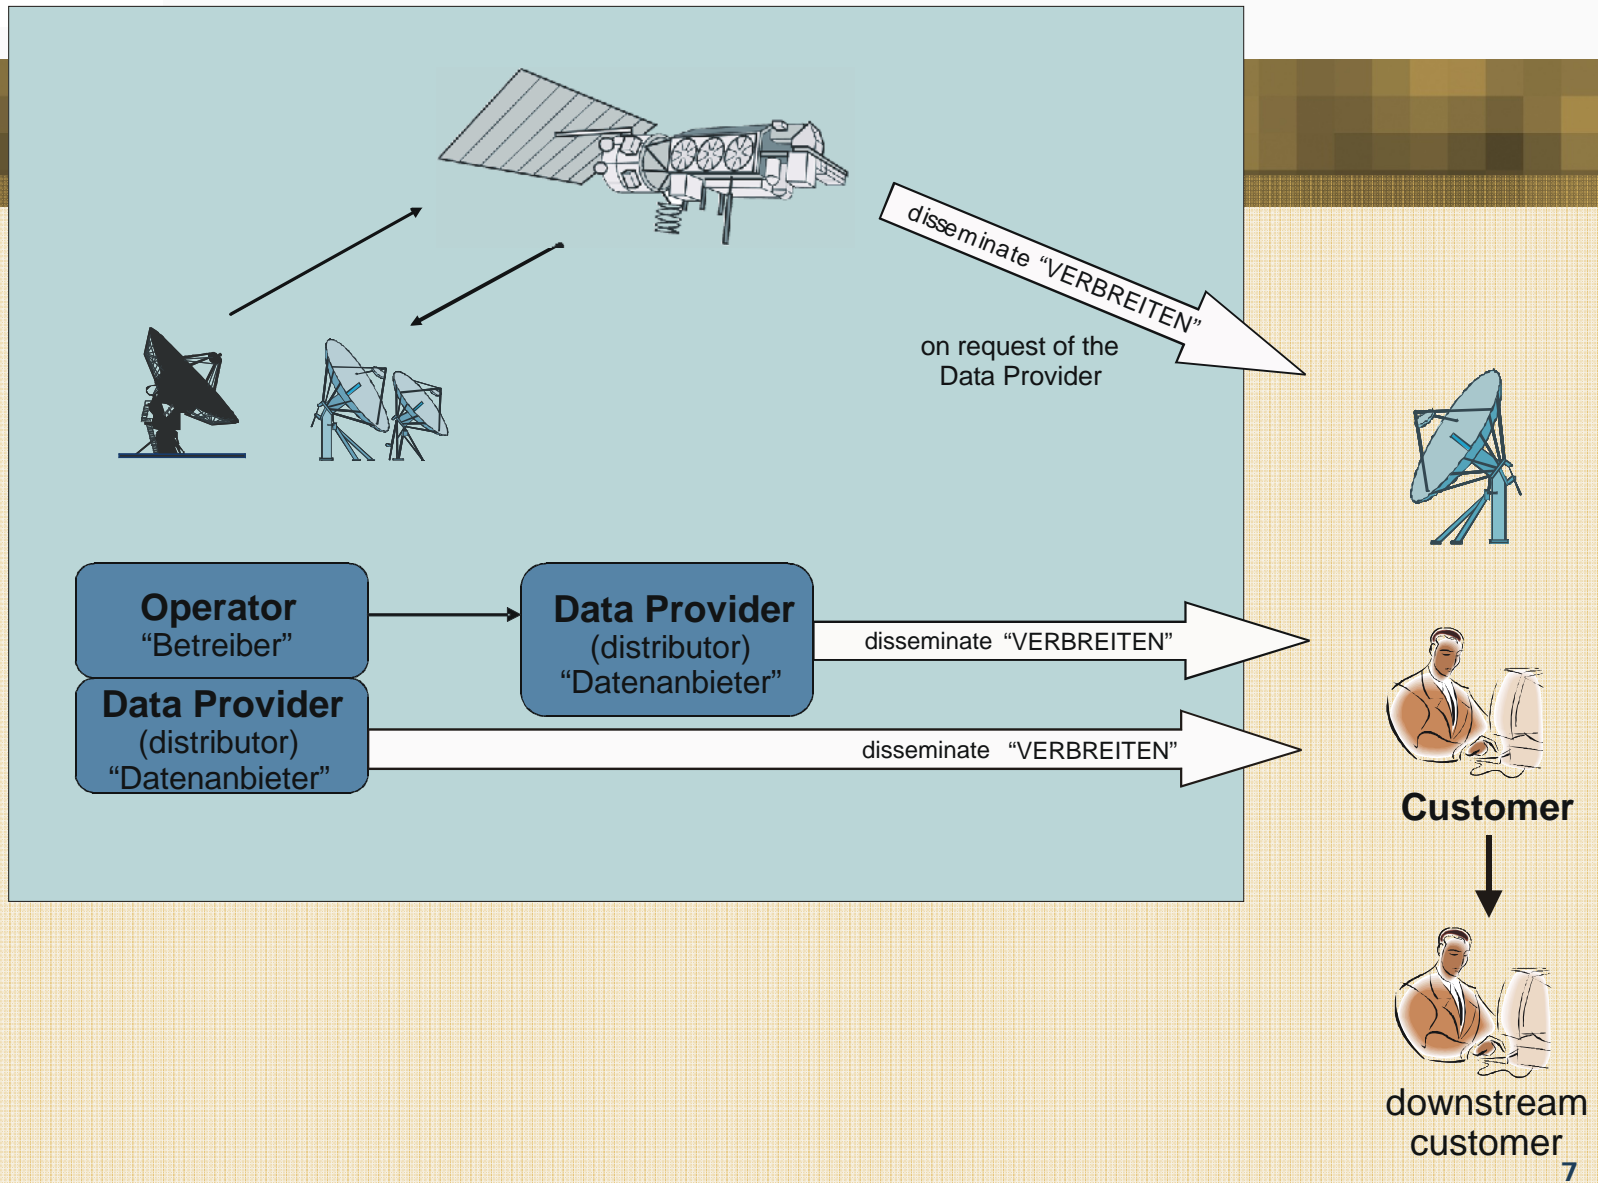 disseminate “VERBREITEN”
on request of the
Data Provider
Operator
“Betreiber”
Data Provider
(distributor)
“Datenanbieter”
disseminate “VERBREITEN”
Data Provider
(distributor)
“Datenanbieter”
disseminate “VERBREITEN”
Customer
downstream
customer
7